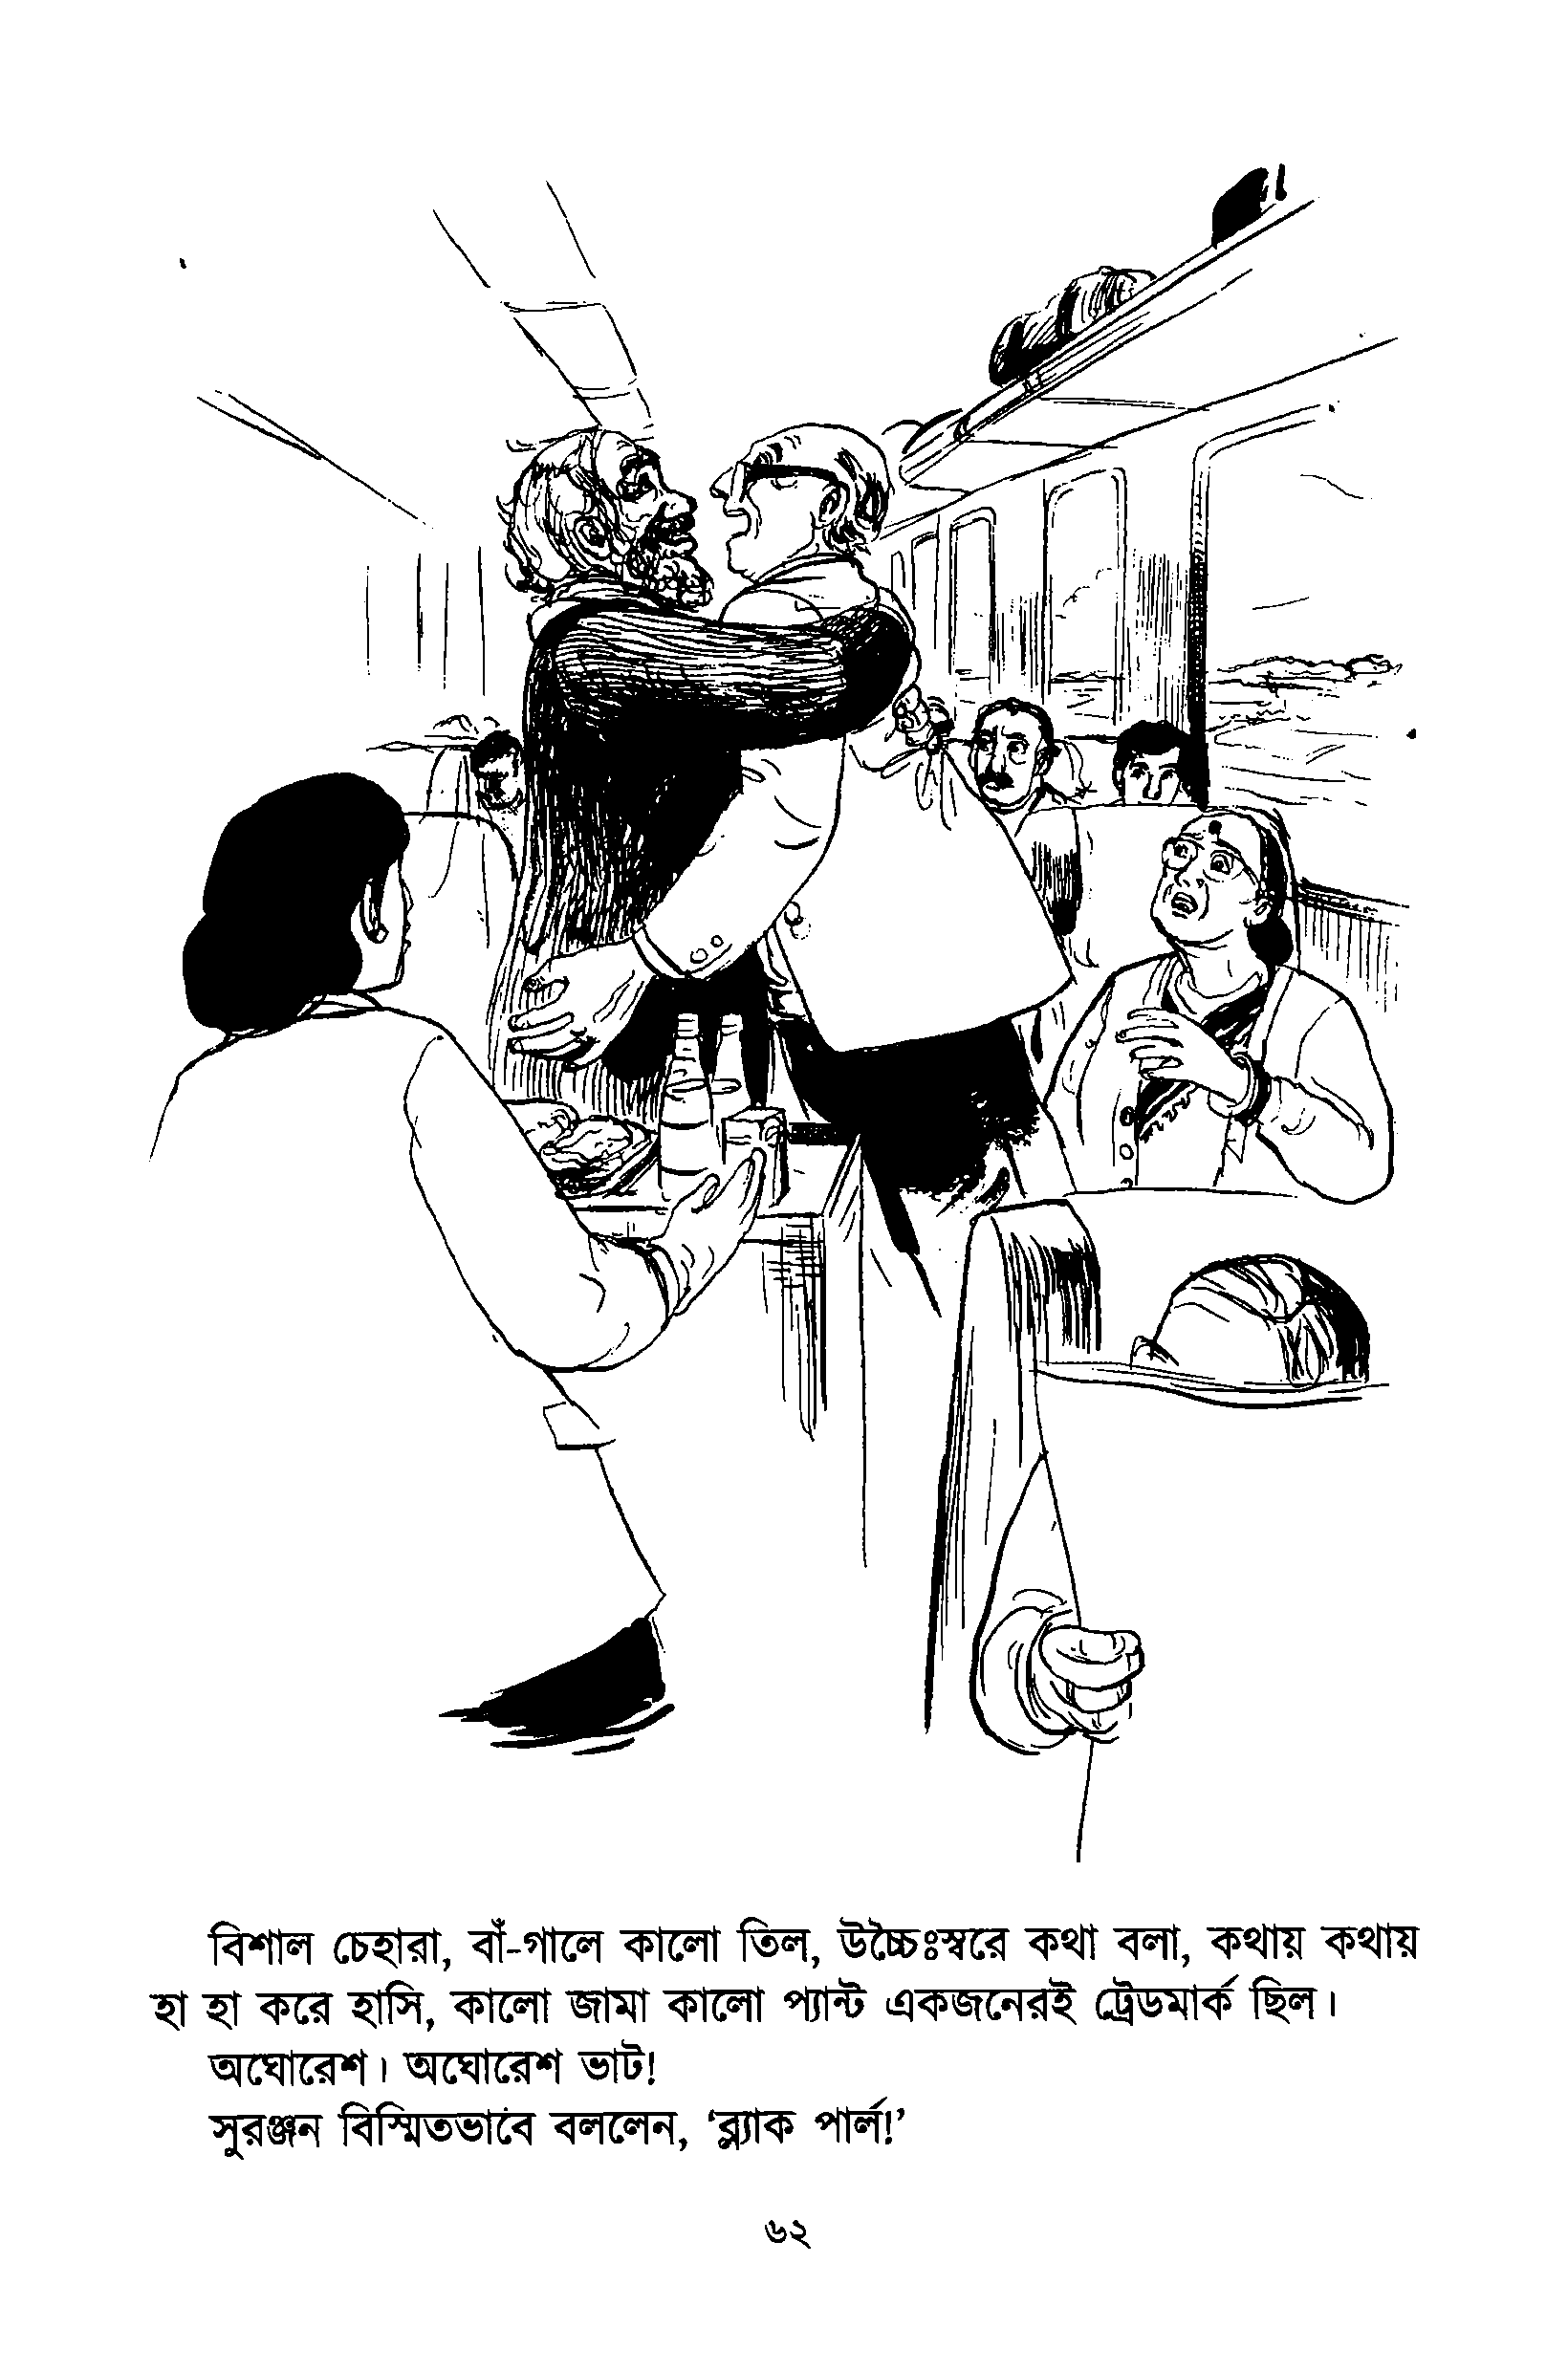 বিশাল চেহারা, বাঁ-গালে কালো তিল, উচ্চৈঃস্বরে কথা বলা, কথায় কথায়
হা হা করে হাসি, কালো জামা কালো প্যান্ট একজনেরই ট্রেডমার্ক ছিল।
অঘোরেশ। অঘোরেশ ভাট!
সুরঞ্জন বিস্মিতভাবে বললেন, ‘ব্ল্যাক পার্ল!’
৬২